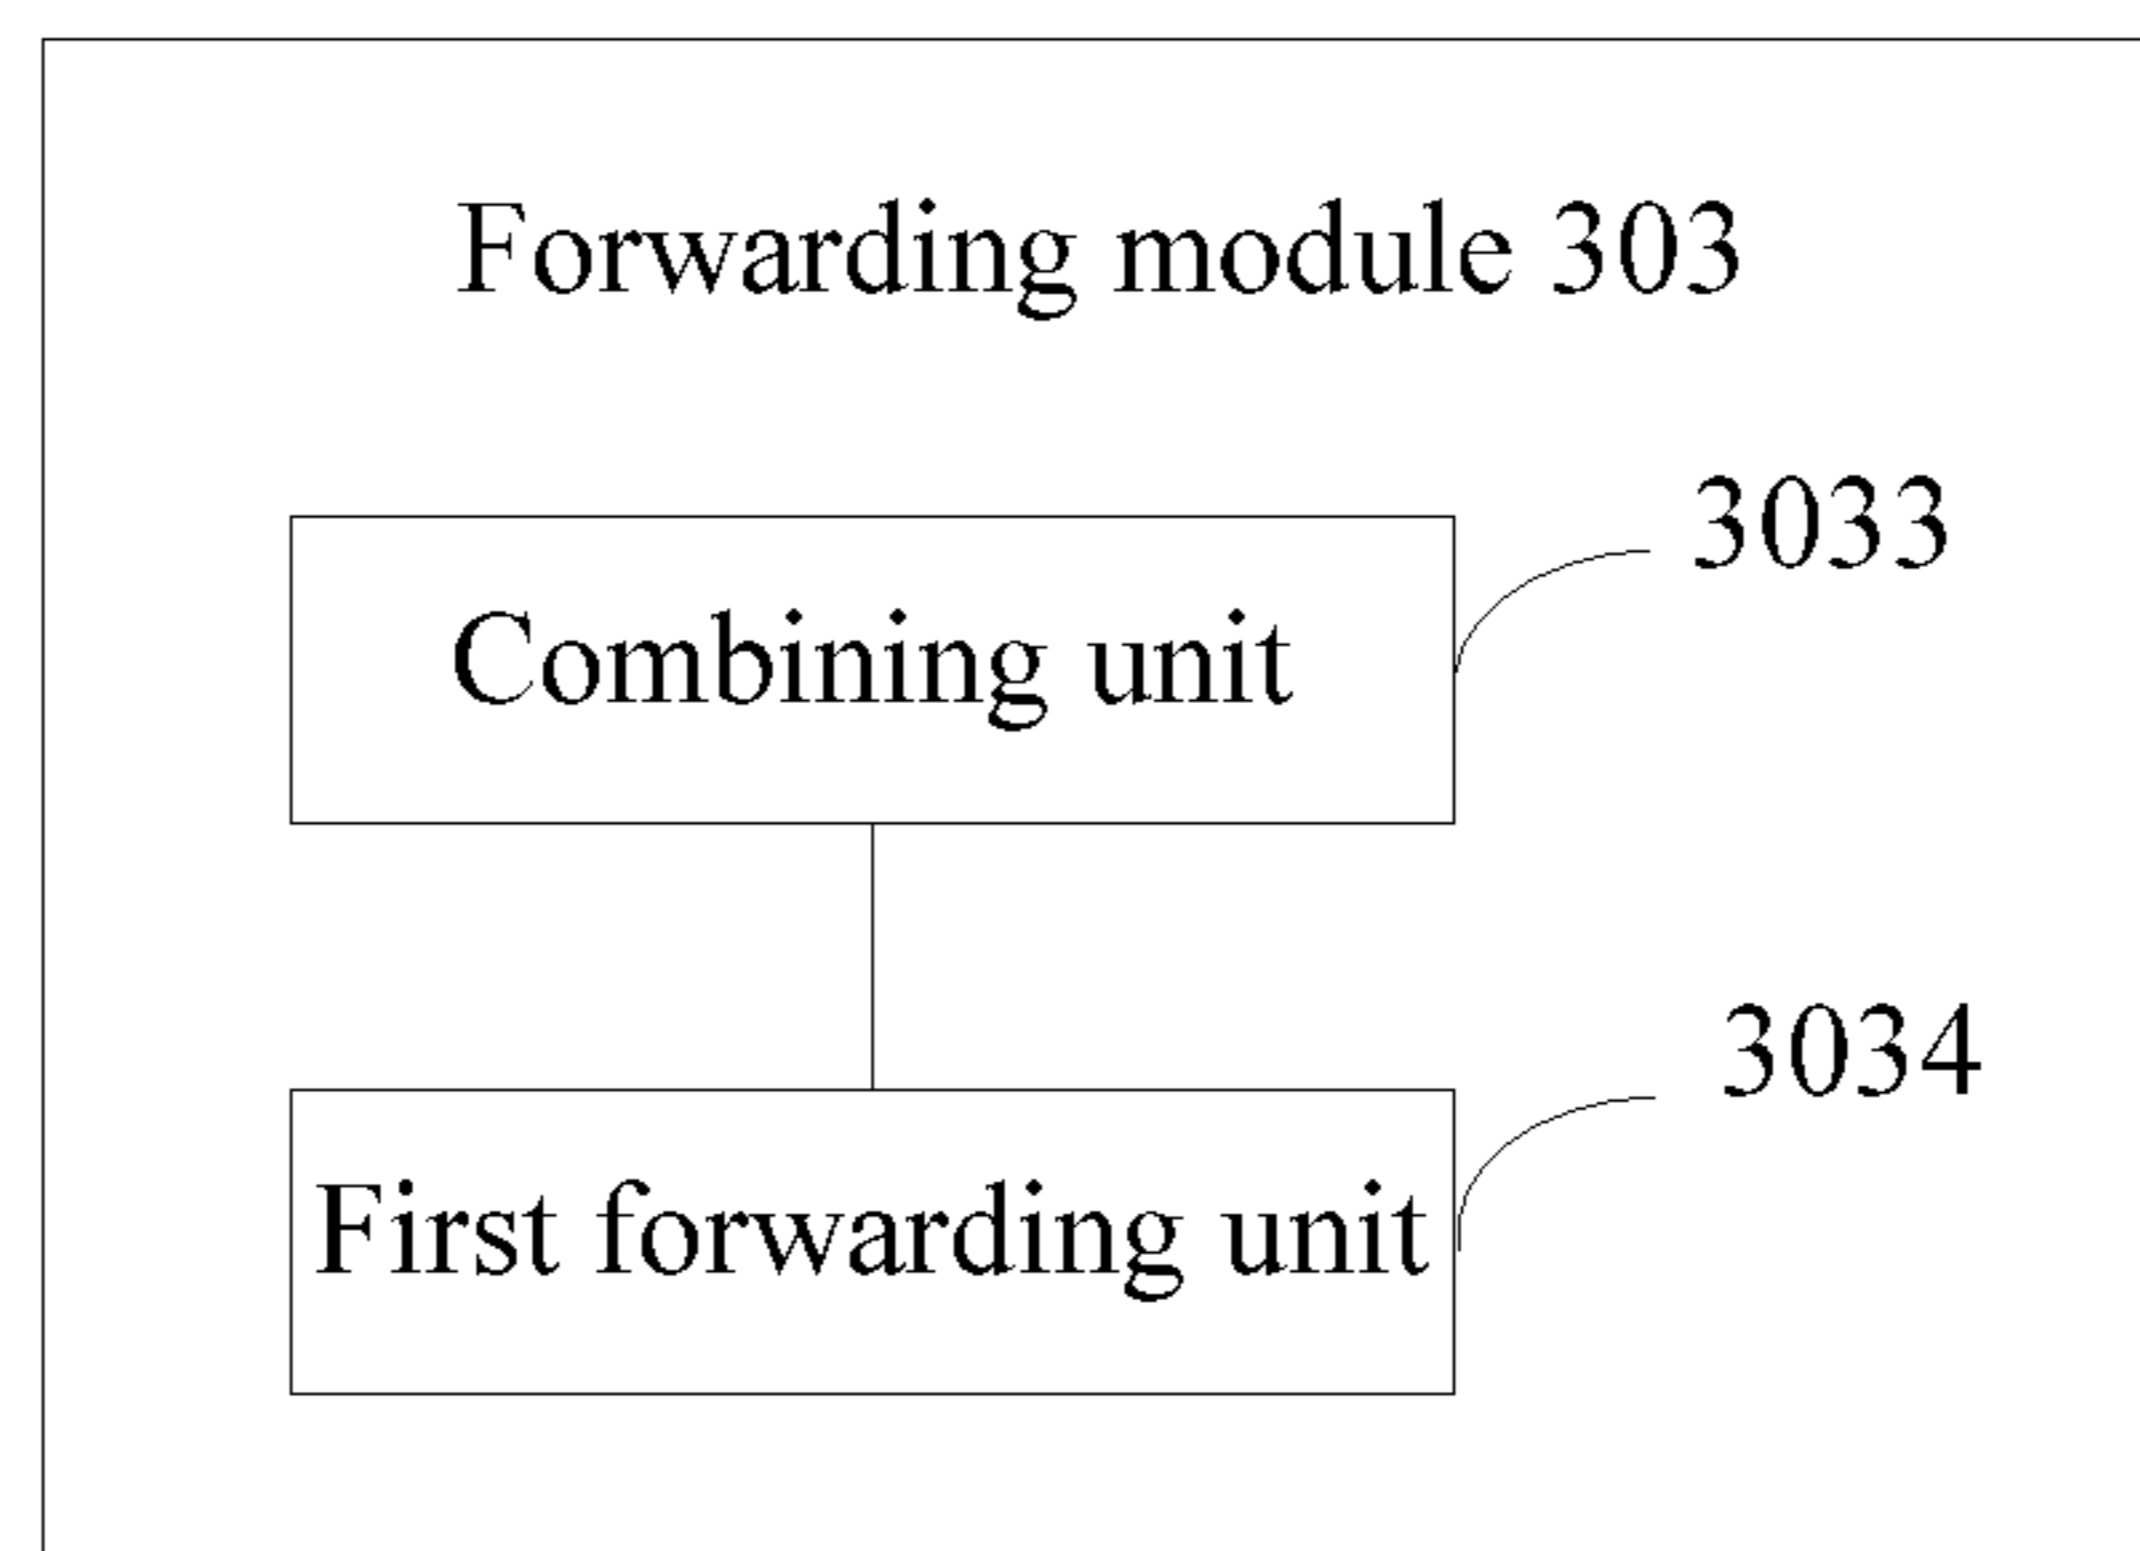 Forwarding module 303
3033
Combining unit
3034
First forwarding unit